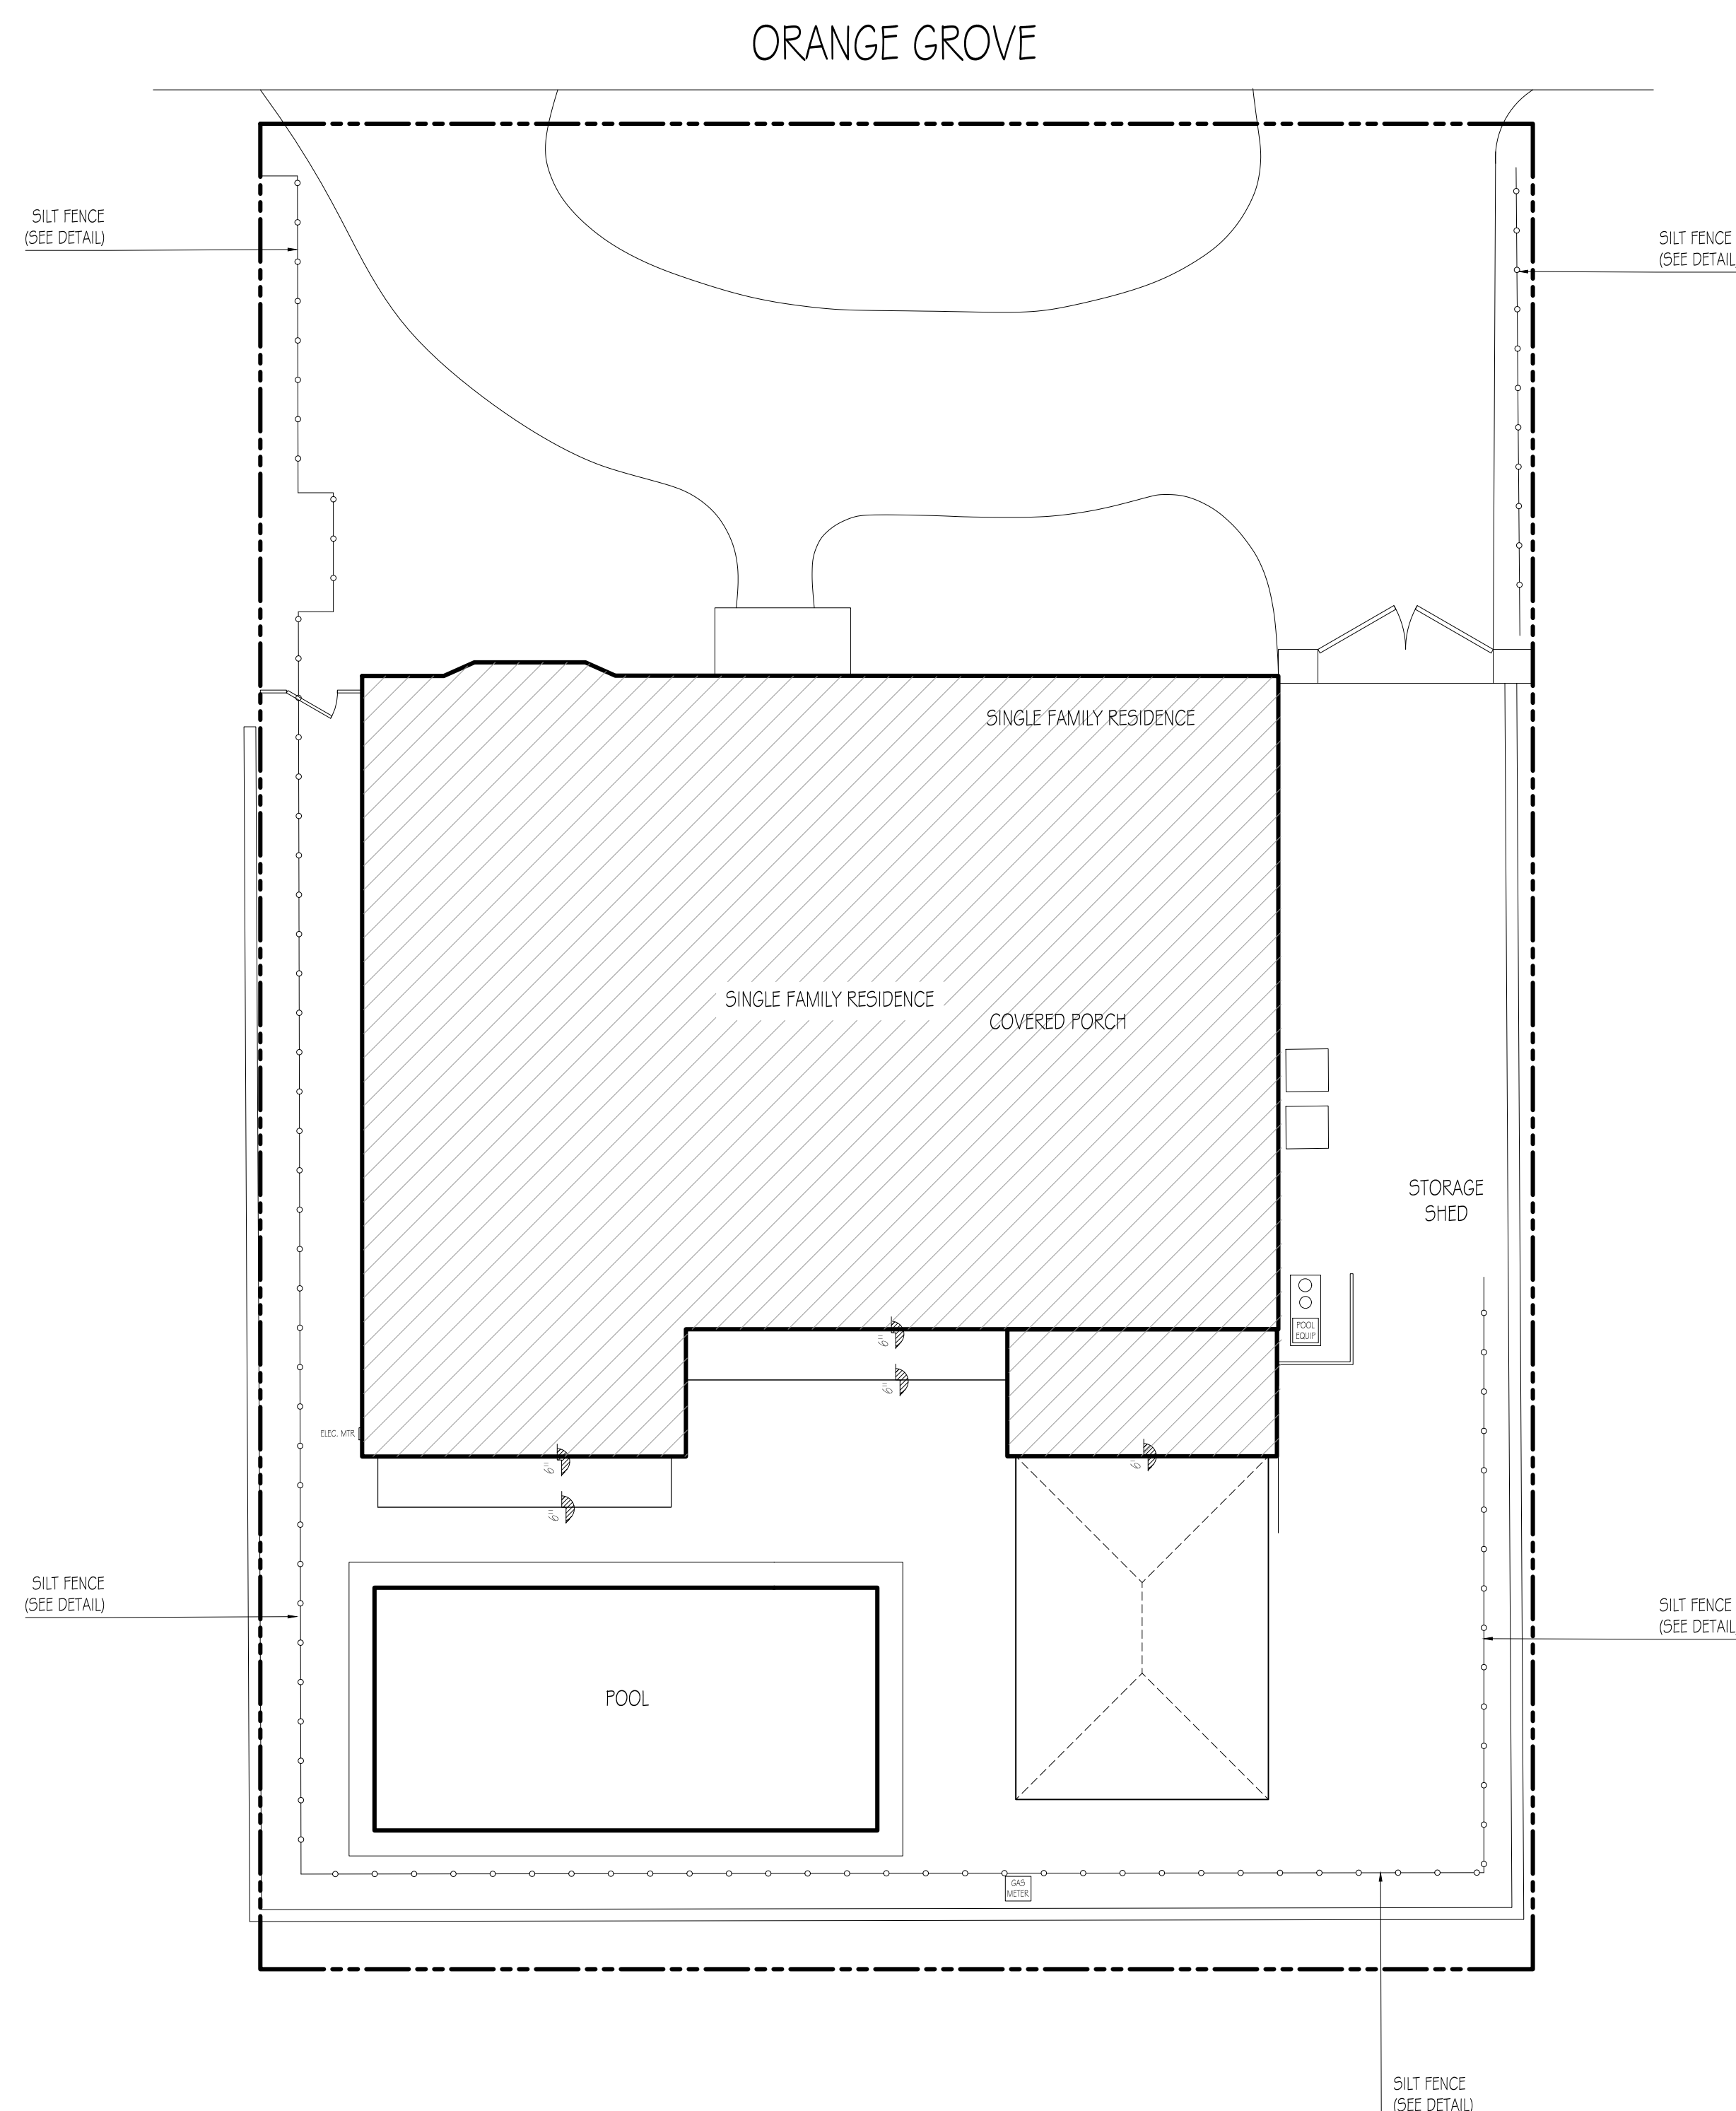 ORANGE GROVE
SILT FENCE
(SEE DETAIL)
SILT FENCE
(SEE DETAIL
SINGLE FAMILY RESIDENCE
SINGLE FAMILY RESIDENCE
COVERED PORCH
STORAGE
SHED
POOL
EQUIP
6"
6"
ELEC. MTR
6"
6"
6"
SILT FENCE
(SEE DETAIL)
SILT FENCE
(SEE DETAIL
POOL
GAS
METER
SILT FENCE
(SEE DETAIL)